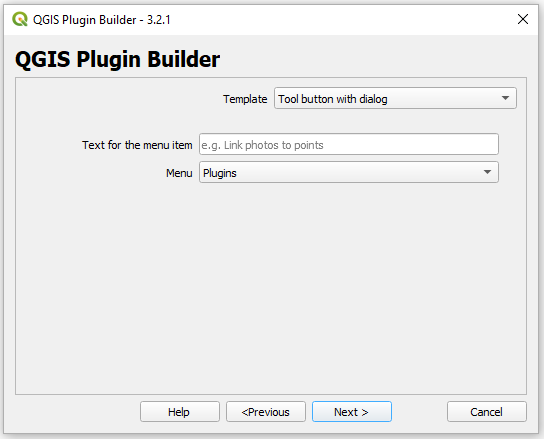 QGIS Plugin Builder - 3.2.1
QGIS Plugin Builder
Template Tool button with dialog
Text for the menu item e.g. Link photos to points
Menu Plugins
Help <Previous Next > Cancel